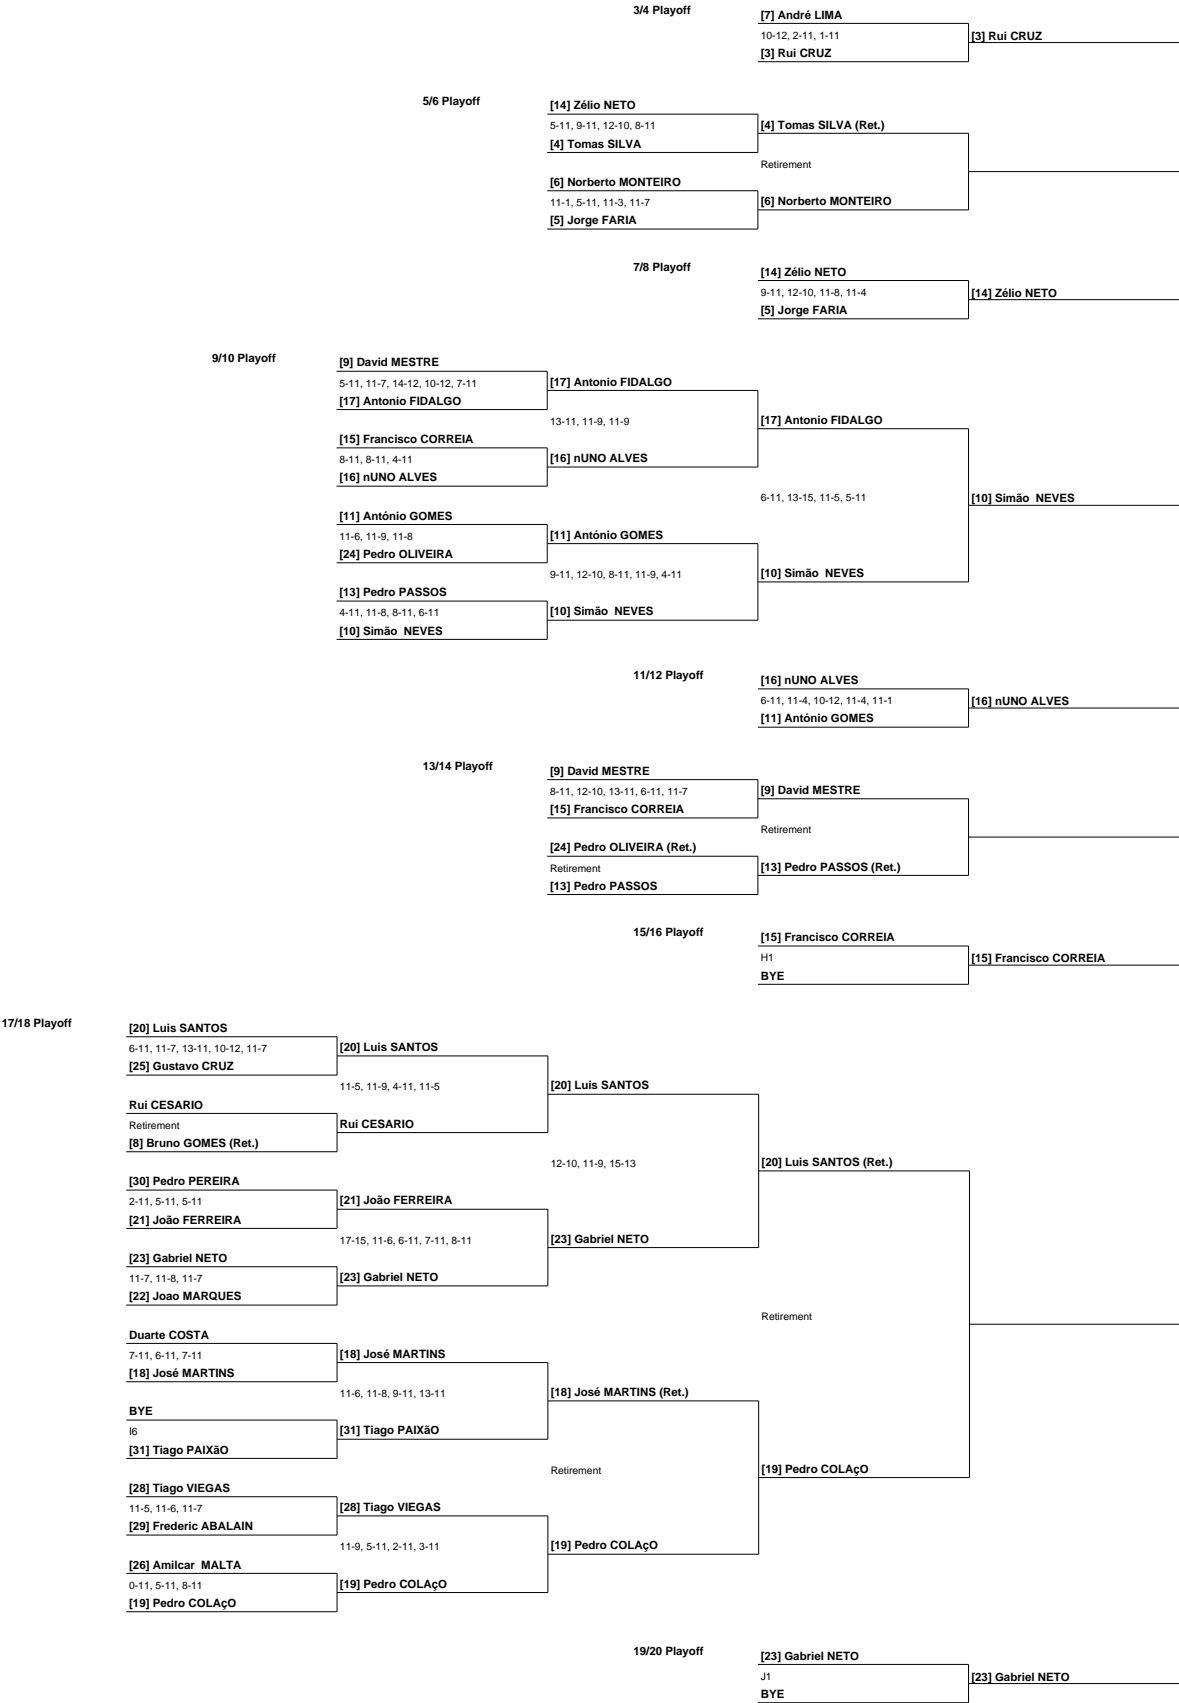 3/4 Playoff
[7] André LIMA
10-12, 2-11, 1-11
[3] Rui CRUZ
[3] Rui CRUZ
5/6 Playoff
[14] Zélio NETO
5-11, 9-11, 12-10, 8-11
[4] Tomas SILVA (Ret.)
[4] Tomas SILVA
Retirement
[6] Norberto MONTEIRO
11-1, 5-11, 11-3, 11-7
[6] Norberto MONTEIRO
[5] Jorge FARIA
7/8 Playoff
[14] Zélio NETO
9-11, 12-10, 11-8, 11-4
[14] Zélio NETO
[5] Jorge FARIA
9/10 Playoff
[9] David MESTRE
5-11, 11-7, 14-12, 10-12, 7-11
[17] Antonio FIDALGO
[17] Antonio FIDALGO
13-11, 11-9, 11-9
[17] Antonio FIDALGO
[15] Francisco CORREIA
8-11, 8-11, 4-11
[16] nUNO ALVES
[16] nUNO ALVES
6-11, 13-15, 11-5, 5-11
[10] Simão  NEVES
[11] António GOMES
11-6, 11-9, 11-8
[11] António GOMES
[24] Pedro OLIVEIRA
9-11, 12-10, 8-11, 11-9, 4-11
[10] Simão  NEVES
[13] Pedro PASSOS
4-11, 11-8, 8-11, 6-11
[10] Simão  NEVES
[10] Simão  NEVES
11/12 Playoff
[16] nUNO ALVES
6-11, 11-4, 10-12, 11-4, 11-1
[16] nUNO ALVES
[11] António GOMES
13/14 Playoff
[9] David MESTRE
8-11, 12-10, 13-11, 6-11, 11-7
[9] David MESTRE
[15] Francisco CORREIA
Retirement
[24] Pedro OLIVEIRA (Ret.)
Retirement
[13] Pedro PASSOS (Ret.)
[13] Pedro PASSOS
15/16 Playoff
[15] Francisco CORREIA
H1
[15] Francisco CORREIA
BYE
17/18 Playoff
[20] Luis SANTOS
6-11, 11-7, 13-11, 10-12, 11-7
[20] Luis SANTOS
[25] Gustavo CRUZ
11-5, 11-9, 4-11, 11-5
[20] Luis SANTOS
Rui CESARIO
Retirement
Rui CESARIO
[8] Bruno GOMES (Ret.)
12-10, 11-9, 15-13
[20] Luis SANTOS (Ret.)
[30] Pedro PEREIRA
2-11, 5-11, 5-11
[21] João FERREIRA
[21] João FERREIRA
17-15, 11-6, 6-11, 7-11, 8-11
[23] Gabriel NETO
[23] Gabriel NETO
11-7, 11-8, 11-7
[23] Gabriel NETO
[22] Joao MARQUES
Retirement
Duarte COSTA
7-11, 6-11, 7-11
[18] José MARTINS
[18] José MARTINS
11-6, 11-8, 9-11, 13-11
[18] José MARTINS (Ret.)
BYE
I6
[31] Tiago PAIXãO
[31] Tiago PAIXãO
Retirement
[19] Pedro COLAçO
[28] Tiago VIEGAS
11-5, 11-6, 11-7
[28] Tiago VIEGAS
[29] Frederic ABALAIN
11-9, 5-11, 2-11, 3-11
[19] Pedro COLAçO
[26] Amilcar  MALTA
0-11, 5-11, 8-11
[19] Pedro COLAçO
[19] Pedro COLAçO
19/20 Playoff
[23] Gabriel NETO
J1
[23] Gabriel NETO
BYE